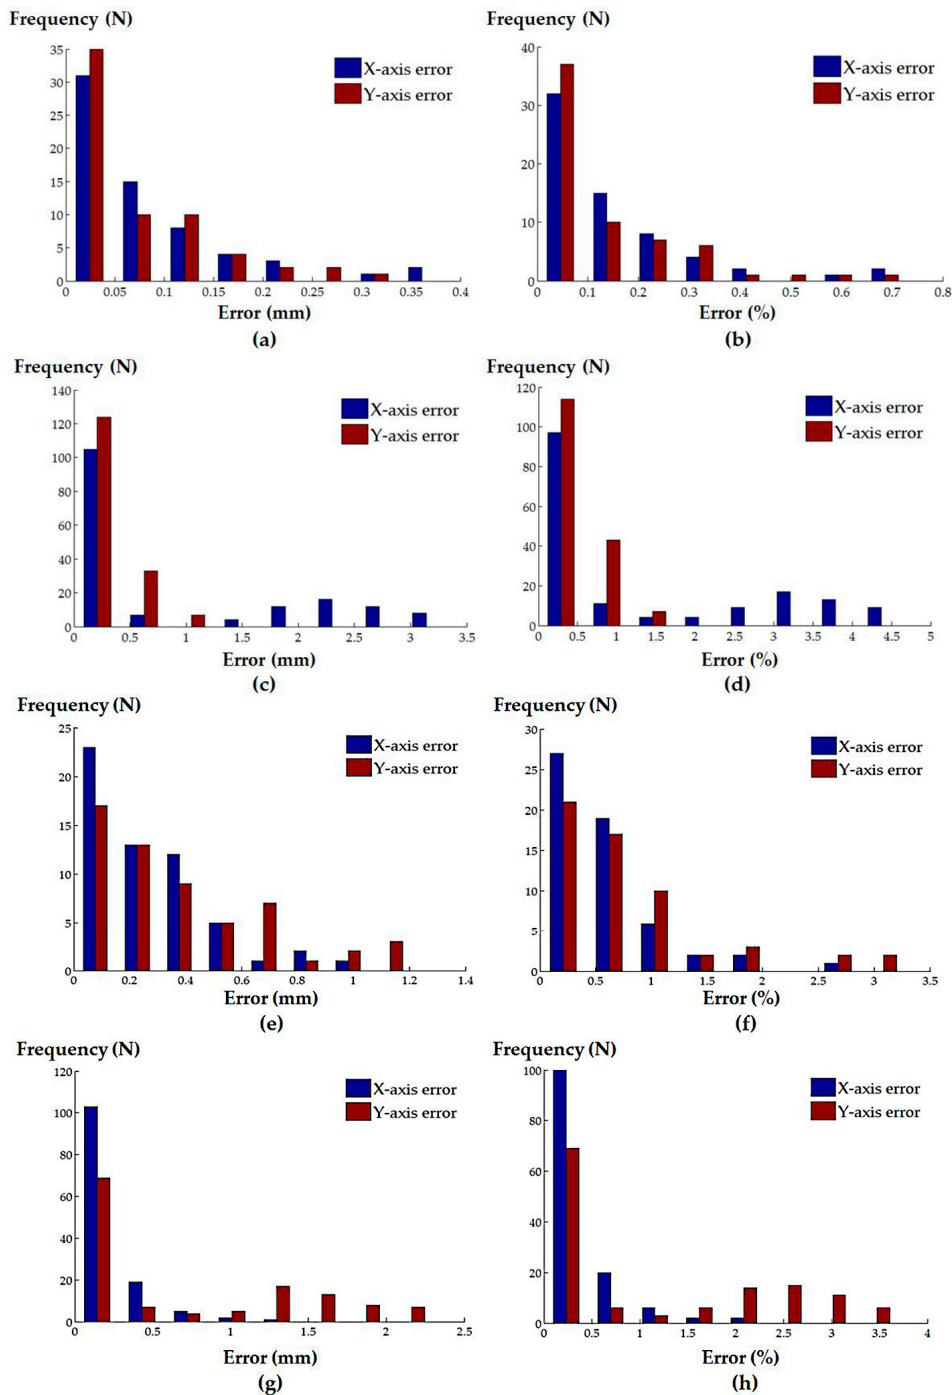 Frequency (N)
35
30
25
20
15
10
5
0
0 0.05 0.1 0.15 0.2 0.25 0.3 0.35 0.4
X-axis error
Y-axis error
Error (mm)
(a)
Frequency (N)
40
30
20
10
0
0 0.1 0.2 0.3 0.4 0.5 0.6 0.7 0.8
X-axis error
Y-axis error
Error (%)
(b)
Frequency (N)
140
120
100
80
60
40
20
0
0 0.5 1 1.5 2 2.5 3 3.5
X-axis error
Y-axis error
Error (mm)
(c)
Frequency (N)
120
100
80
60
40
20
0
0 0.5 1 1.5 2 2.5 3 3.5 4 4.5 5
X-axis error
Y-axis error
Error (%)
(d)
Frequency (N)
25
20
15
10
5
0
0 0.2 0.4 0.6 0.8 1 1.2 1.4
X-axis error
Y-axis error
Error (mm)
(e)
Frequency (N)
30
25
20
15
10
5
0
0 0.5 1 1.5 2 2.5 3 3.5
X-axis error
Y-axis error
Error (%)
(f)
Frequency (N)
120
100
80
60
40
20
0
0 0.5 1 1.5 2 2.5
X-axis error
Y-axis error
Error (mm)
(g)
Frequency (N)
100
80
60
40
20
0
0 0.5 1 1.5 2 2.5 3 3.5 4
X-axis error
Y-axis error
Error (%)
(h)